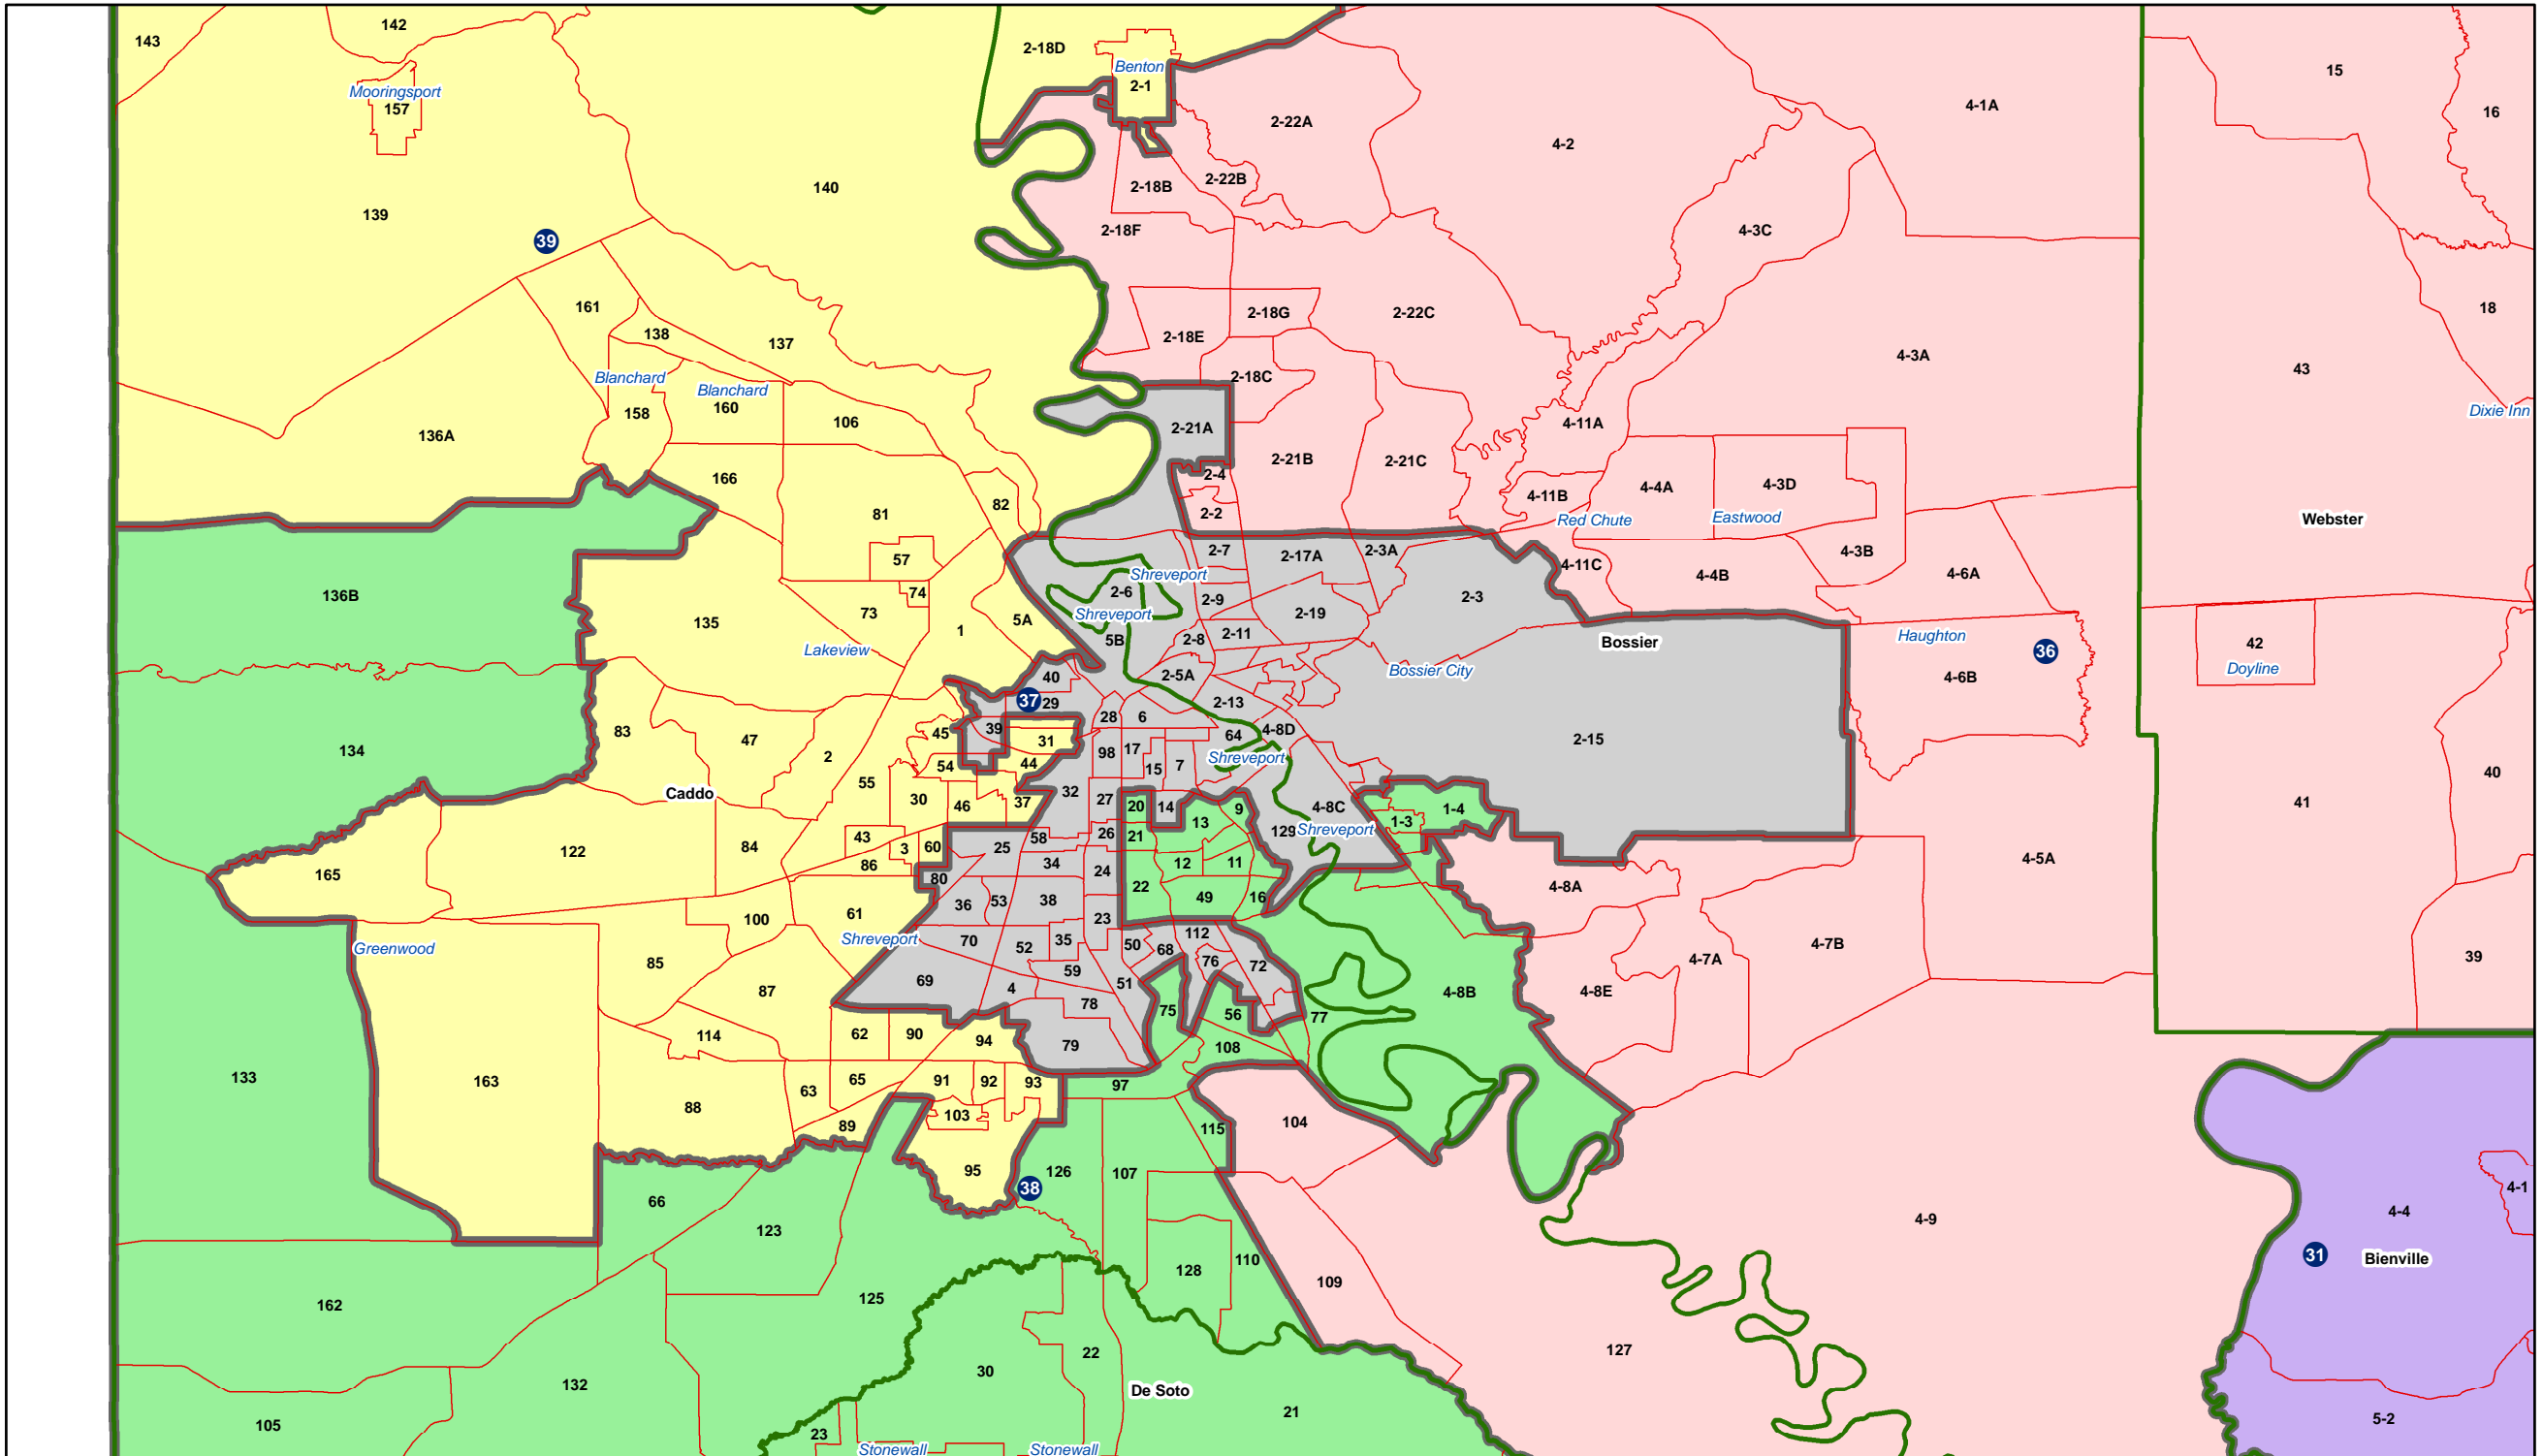 143
142
2-18D
Benton
2-1
Mooringsport
157
15
16
4-1A
2-22A
4-2
140
139
2-18B
2-22B
2-18F
4-3C
39
161
138
137
2-18G
2-22C
2-18E
18
4-3A
43
Blanchard
Blanchard
2-18C
158
160
106
Dixie Inn
136A
2-21A
4-11A
2-21B
2-21C
2-4
166
4-4A
4-3D
4-11B
82
81
2-2
Red Chute
Eastwood
Webster
57
2-7
2-17A
2-3A
4-3B
4-11C
4-4B
4-6A
Shreveport
136B
74
2-6
2-9
2-3
73
Shreveport
2-19
135
5A
1
5B
2-8
2-11
Bossier
Haughton
42
Lakeview
36
Doyline
Bossier City
40
2-5A
4-6B
37
29
2-13
28
6
83
45
39
64
4-8D
47
31
2-15
134
2
98
17
Shreveport
54
44
15
7
40
55
Caddo
32
30
46
37
27
20
14
4-8C
9
1-4
41
13
1-3
129
Shreveport
43
58
26
21
84
3
60
25
122
86
34
12
11
4-5A
165
80
24
22
4-8A
36
53
38
49
16
61
100
23
Shreveport
112
Greenwood
70
52
35
50
68
4-7B
39
85
59
76
72
4-7A
69
4
51
87
78
75
4-8B
4-8E
56
77
114
62
90
94
79
108
133
163
65
91
92
93
97
63
88
103
104
89
115
95
126
107
4-1
38
66
123
4-4
4-9
31
Bienville
110
128
109
162
125
127
22
30
132
De Soto
21
105
5-2
23
Stonewall
Stonewall